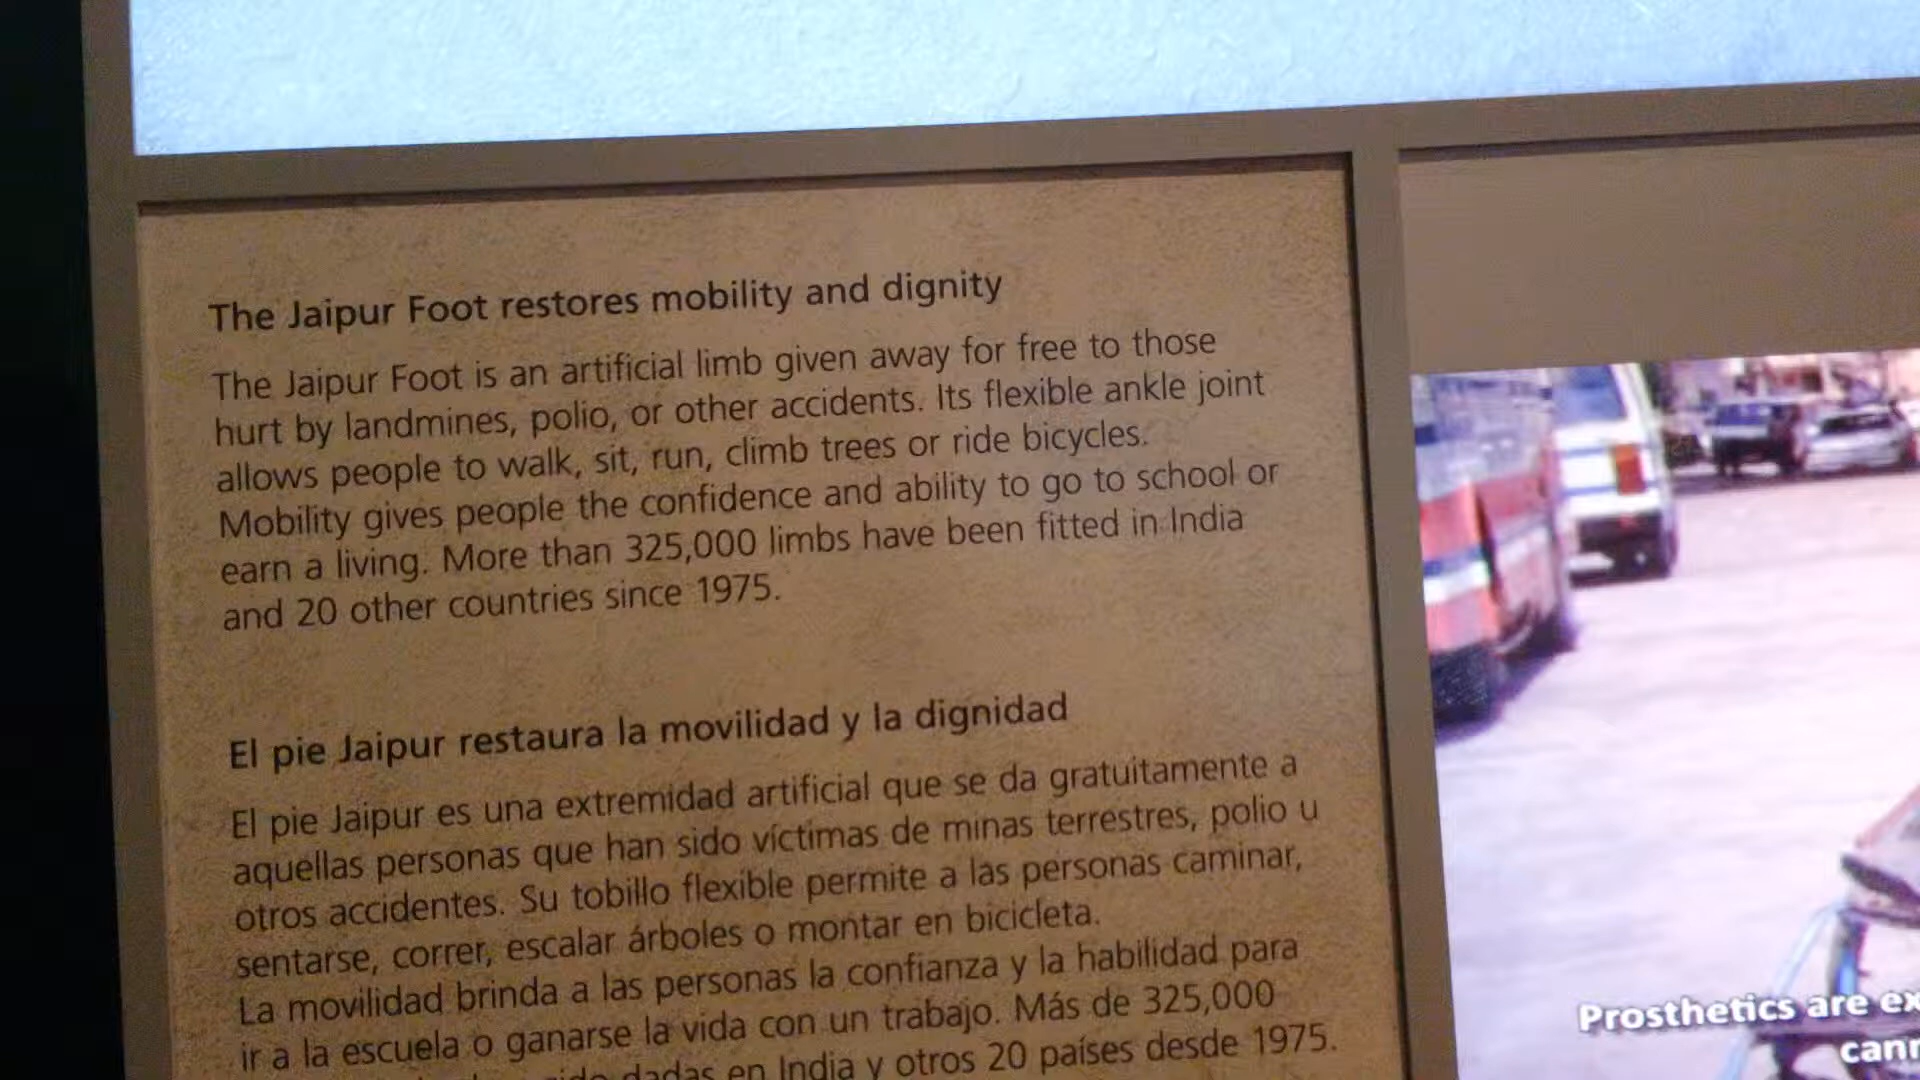 The Jaipur Foot restores mobility and dignity
The Jaipur Foot is an artificial limb given away for free to those
hurt by landmines, polio, or other accidents. Its flexible ankle joint
allows people to walk, sit, run, climb trees or ride bicycles.
Mobility gives people the confidence and ability to go to school or
earn a living. More than 325,000 limbs have been fitted in India
and 20 other countries since 1975.
El pie Jaipur restaura la movilidad y la dignidad
El pie Jaipur es una extremidad artificial que se da gratuitamente a
aquellas personas que han sido víctimas de minas terrestres, polio u
otros accidentes. Su tobillo flexible permite a las personas caminar,
sentarse, correr, escalar árboles o montar en bicicleta.
La movilidad brinda a las personas la confianza y la habilidad para
ir a la escuela o ganarse la vida con un trabajo. Más de 325,000
dadas en India y otros 20 países desde 1975.
Prosthetics are